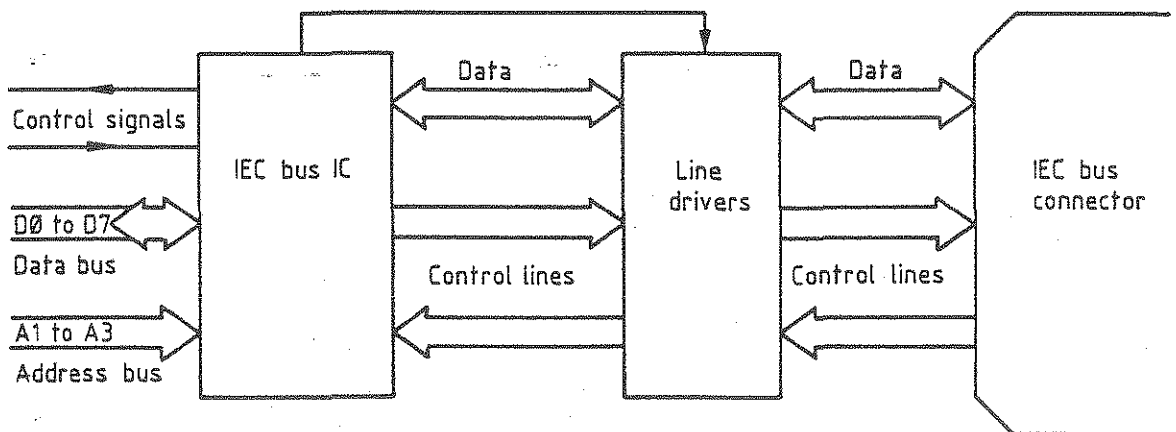 Data
Data
Control signals
IEC bus IC
Line
drivers
IEC bus
connector
D0 to D7
Data bus
Control lines
Control lines
A1 to A3
Address bus